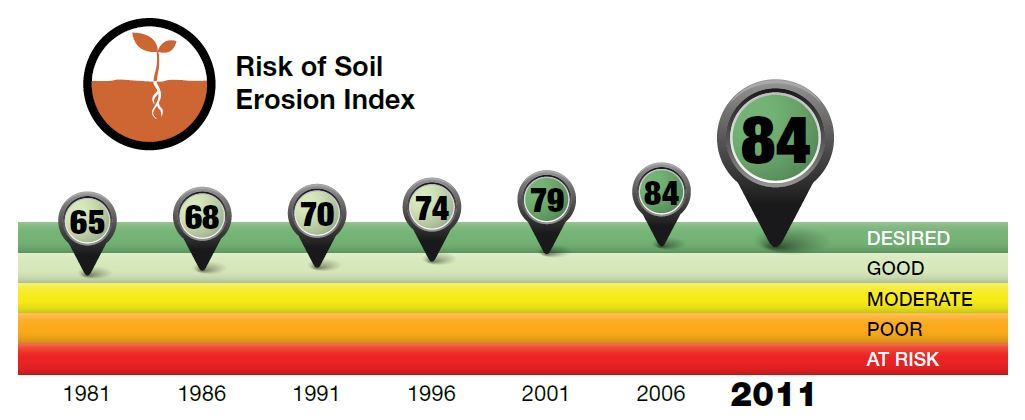 Risk of Soil
Erosion Index
65
68
70
74
79
84
84
DESIRED
GOOD
MODERATE
POOR
AT RISK
1981
1986
1991
1996
2001
2006
2011